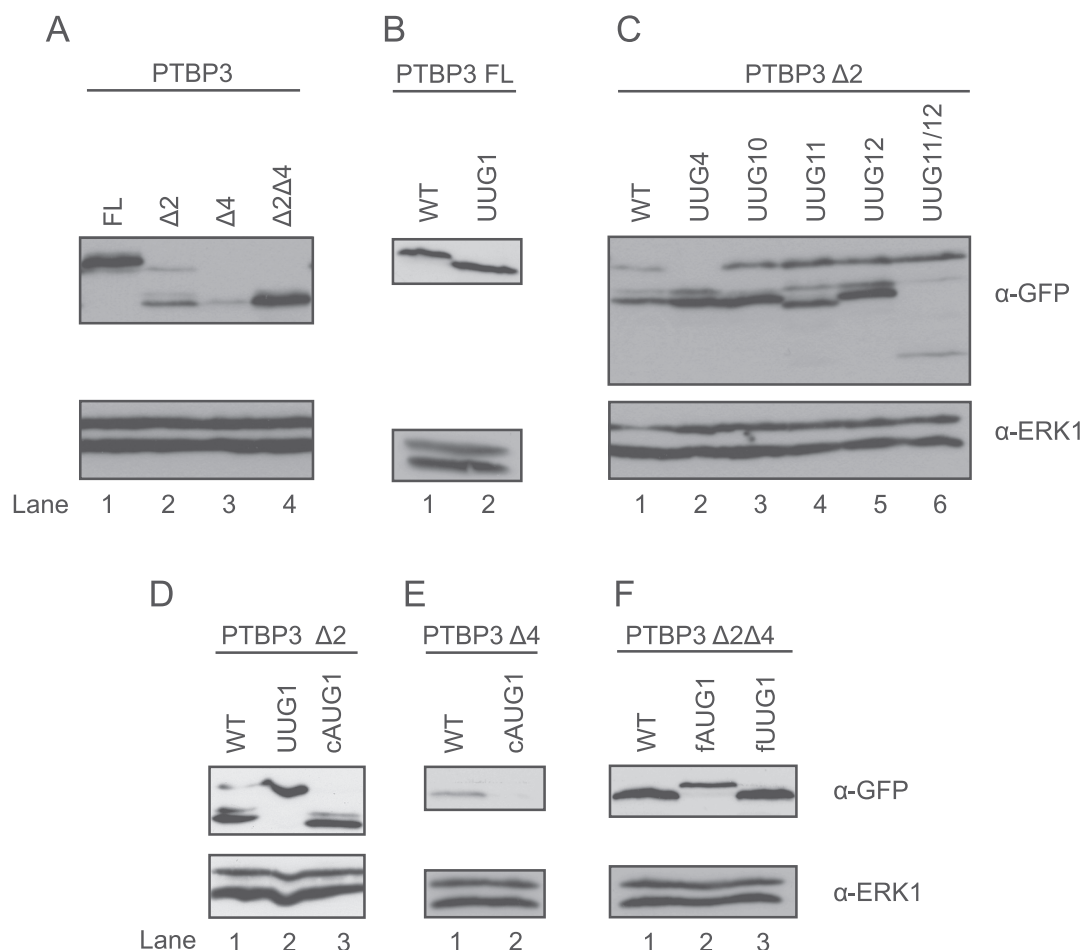 A
B
C
PTBP3
PTBP3 FL
PTBP3 Δ2
FL
Δ2
Δ4
Δ2Δ4
WT
UUG1
WT
UUG4
UUG10
UUG11
UUG12
UUG11/12
α-GFP
α-ERK1
Lane 1 2 3 4
1 2
1 2 3 4 5 6
D
E
F
PTBP3 Δ2
PTBP3 Δ4
PTBP3 Δ2Δ4
WT
UUG1
cAUG1
WT
cAUG1
WT
fAUG1
fUUG1
α-GFP
α-ERK1
Lane 1 2 3
1 2
1 2 3